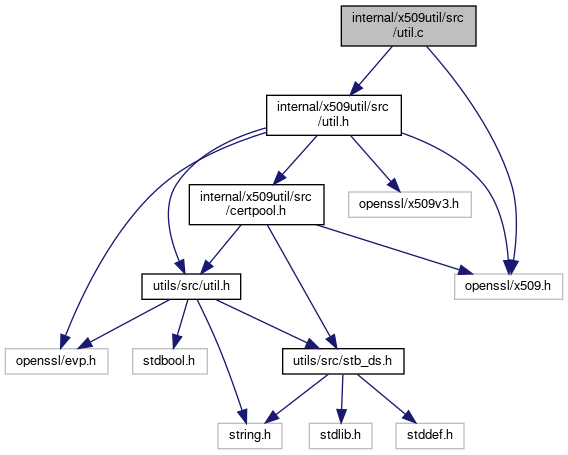 internal/x509util/src
/util.c
internal/x509util/src
/util.h
internal/x509util/src
/certpool.h
openssl/x509v3.h
utils/src/util.h
openssl/x509.h
openssl/evp.h
stdbool.h
utils/src/stb_ds.h
string.h
stdlib.h
stddef.h